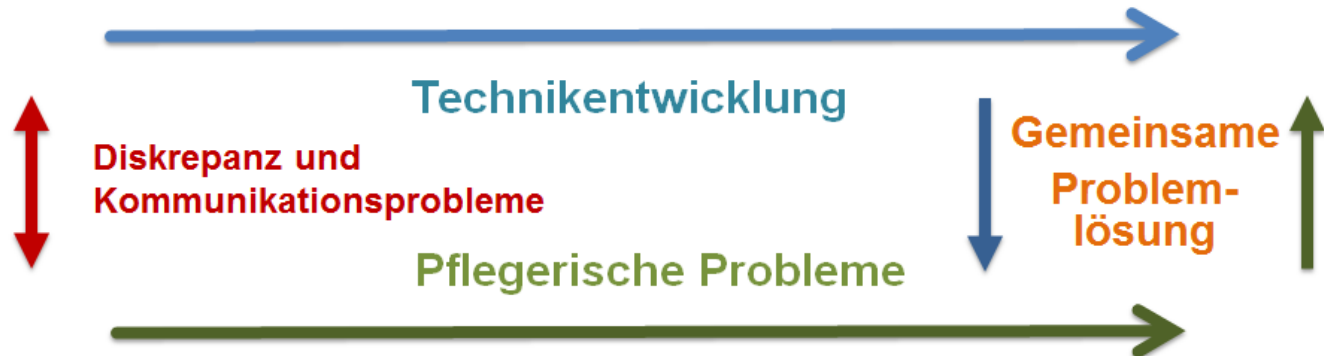 Technikentwicklung
Diskrepanz und
Kommunikationsprobleme
Gemeinsame
Problem-
lösung
Pflegerische Probleme